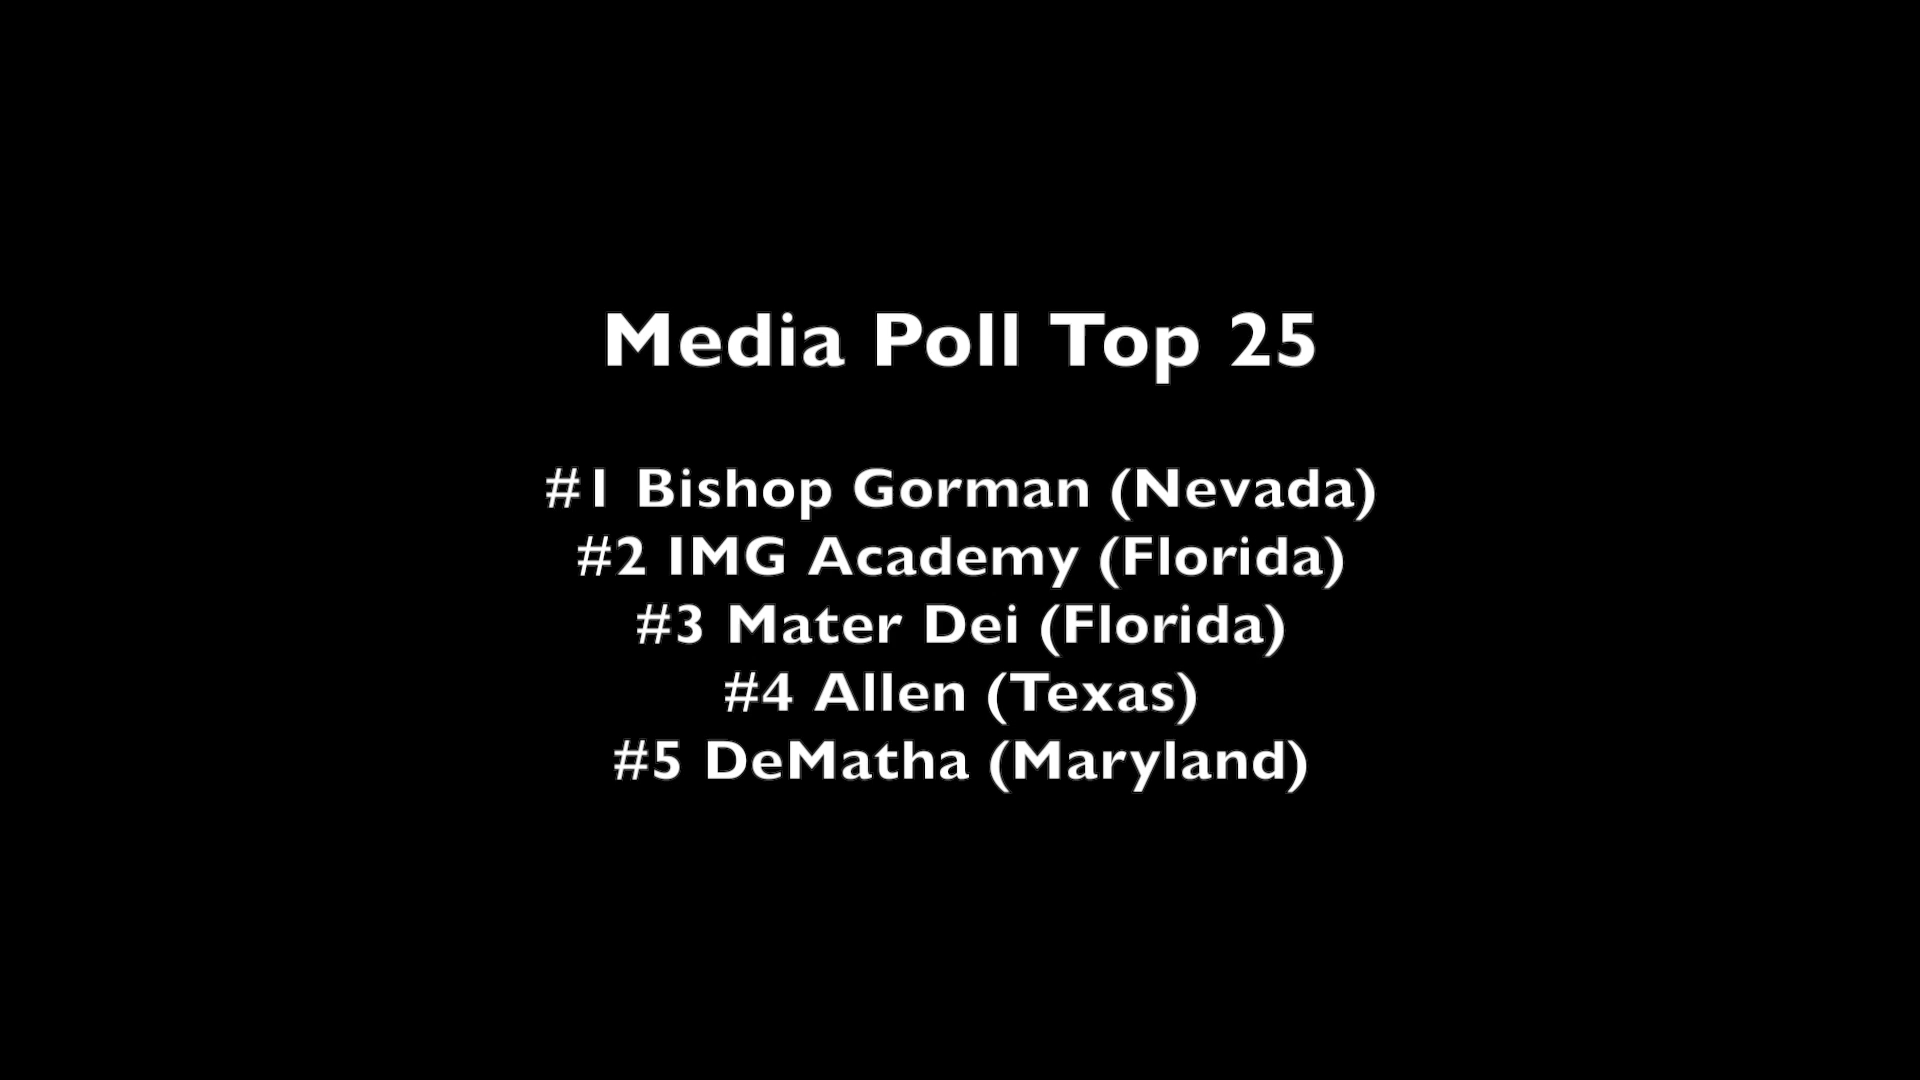 Media Poll Top 25
#1 Bishop Gorman (Nevada)
#2 IMG Academy (Florida)
#3 Mater Dei (Florida)
#4 Allen (Texas)
#5 DeMatha (Maryland)